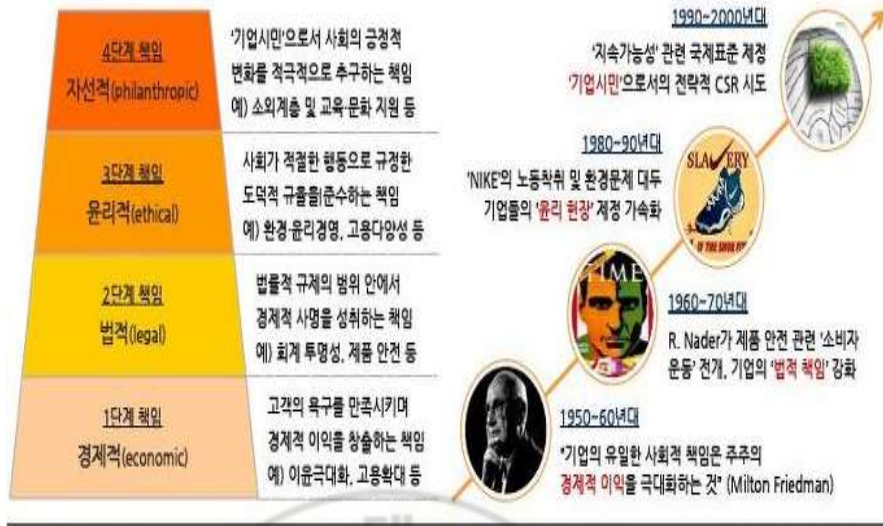 4단계 책임
자선적(philanthropic)
'기업시민'으로서 사회의 긍정적
변화를 적극적으로 추구하는 책임
예) 소외계층 및 교육·문화 지원 등
3단계 책임
윤리적(ethical)
사회가 적절한 행동으로 규정한
도덕적 규율를|준수하는 책임
예) 환경·윤리경영, 고용다양성 등
2단계 책임
법적(legal)
법률적 규제의 범위 안에서
경제적 사명을 성취하는 책임
예) 회계 투명성, 제품 안전 등
1단계 책임
경제적(economic)
고객의 욕구를 만족시키며
경제적 이익을 창출하는 책임
예) 이윤극대화, 고용확대 등
1990~2000년대
'지속가능성' 관련 국제표준 제정
'기업시민'으로서의 전략적 CSR 시도
1980~90년대
'NIKE'의 노동착취 및 환경문제 대두
기업들의 '윤리 헌장' 제정 가속화
SLAVERY
IF THE SHOE FIT
TIME
1960~70년대
R. Nader가 제품 안전 관련 '소비자
운동' 전개, 기업의 '법적 책임' 강화
1950~60년대
"기업의 유일한 사회적 책임은 주주의
경제적 이익을 극대화하는 것" (Milton Friedman)